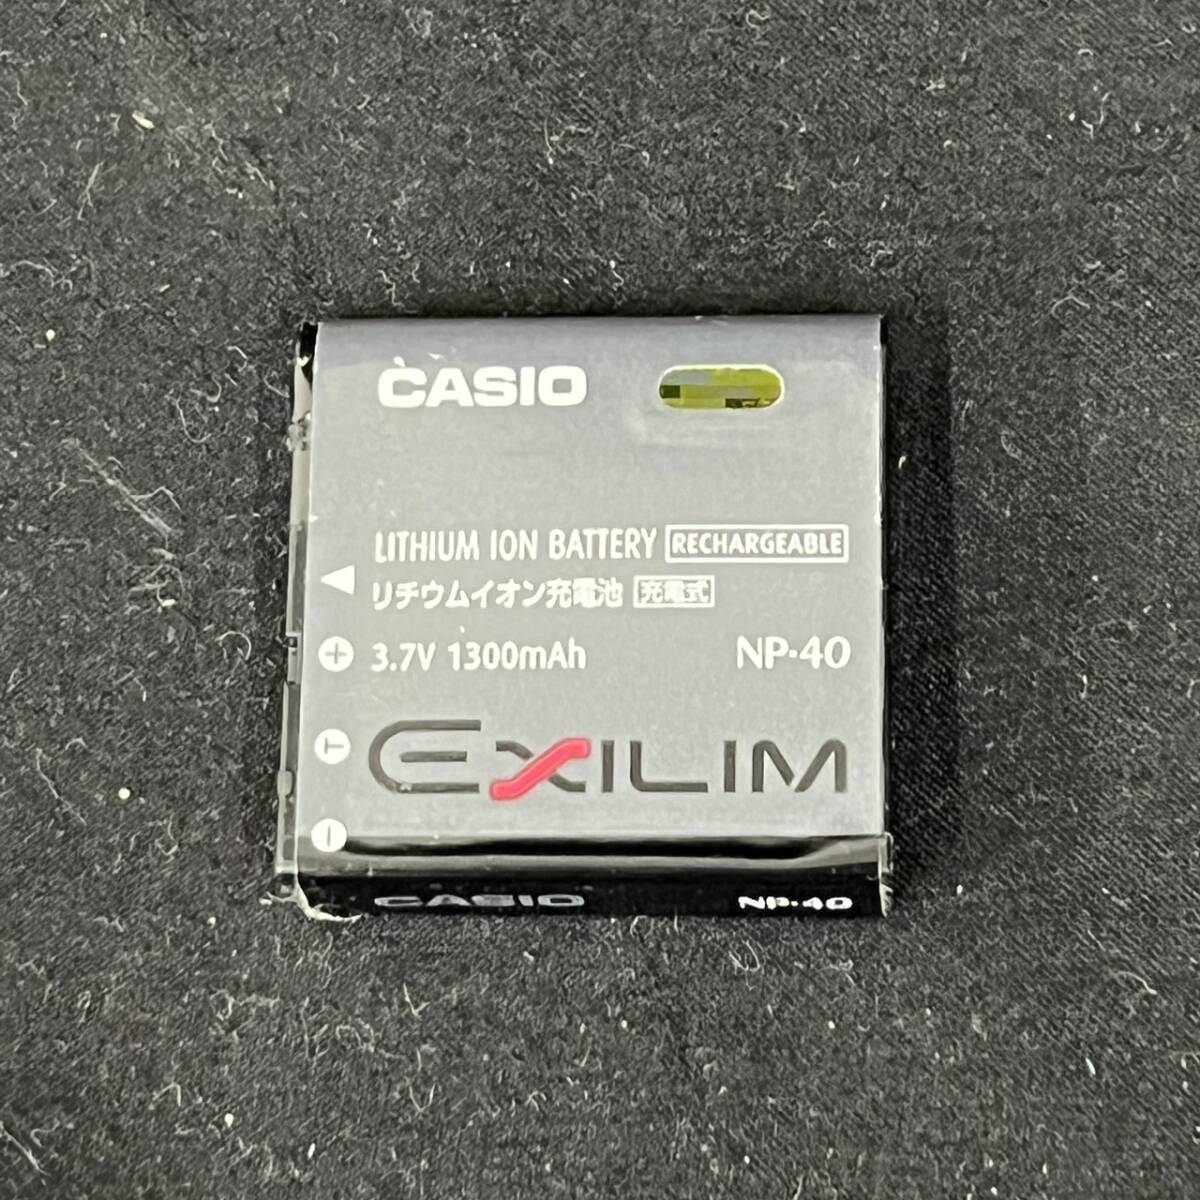 CASIO
LITHIUM ION BATTERY RECHARGEABLE
リチウムイオン充電池 充電式
3.7V 1300mAh NP-40
T
EXILIM
CASIO NP-40